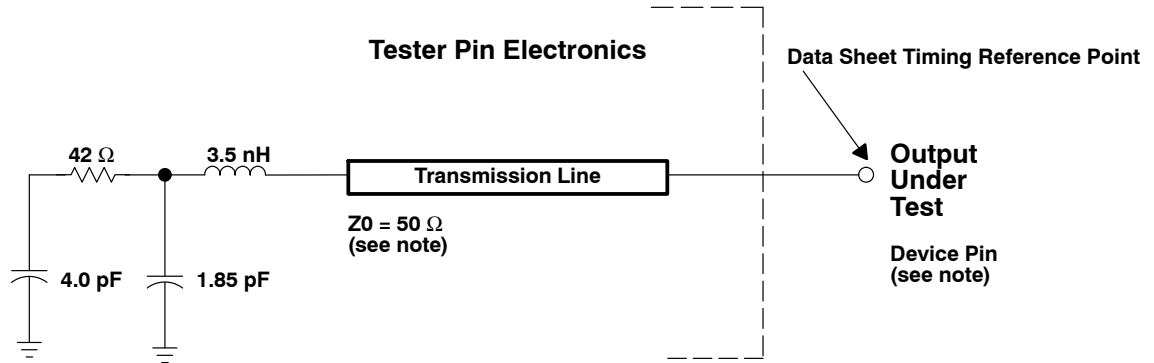 Tester Pin Electronics
Data Sheet Timing Reference Point
42 Ω
3.5 nH
Transmission Line
Output
Under
Test
Z0 = 50 Ω
(see note)
Device Pin
(see note)
4.0 pF
1.85 pF